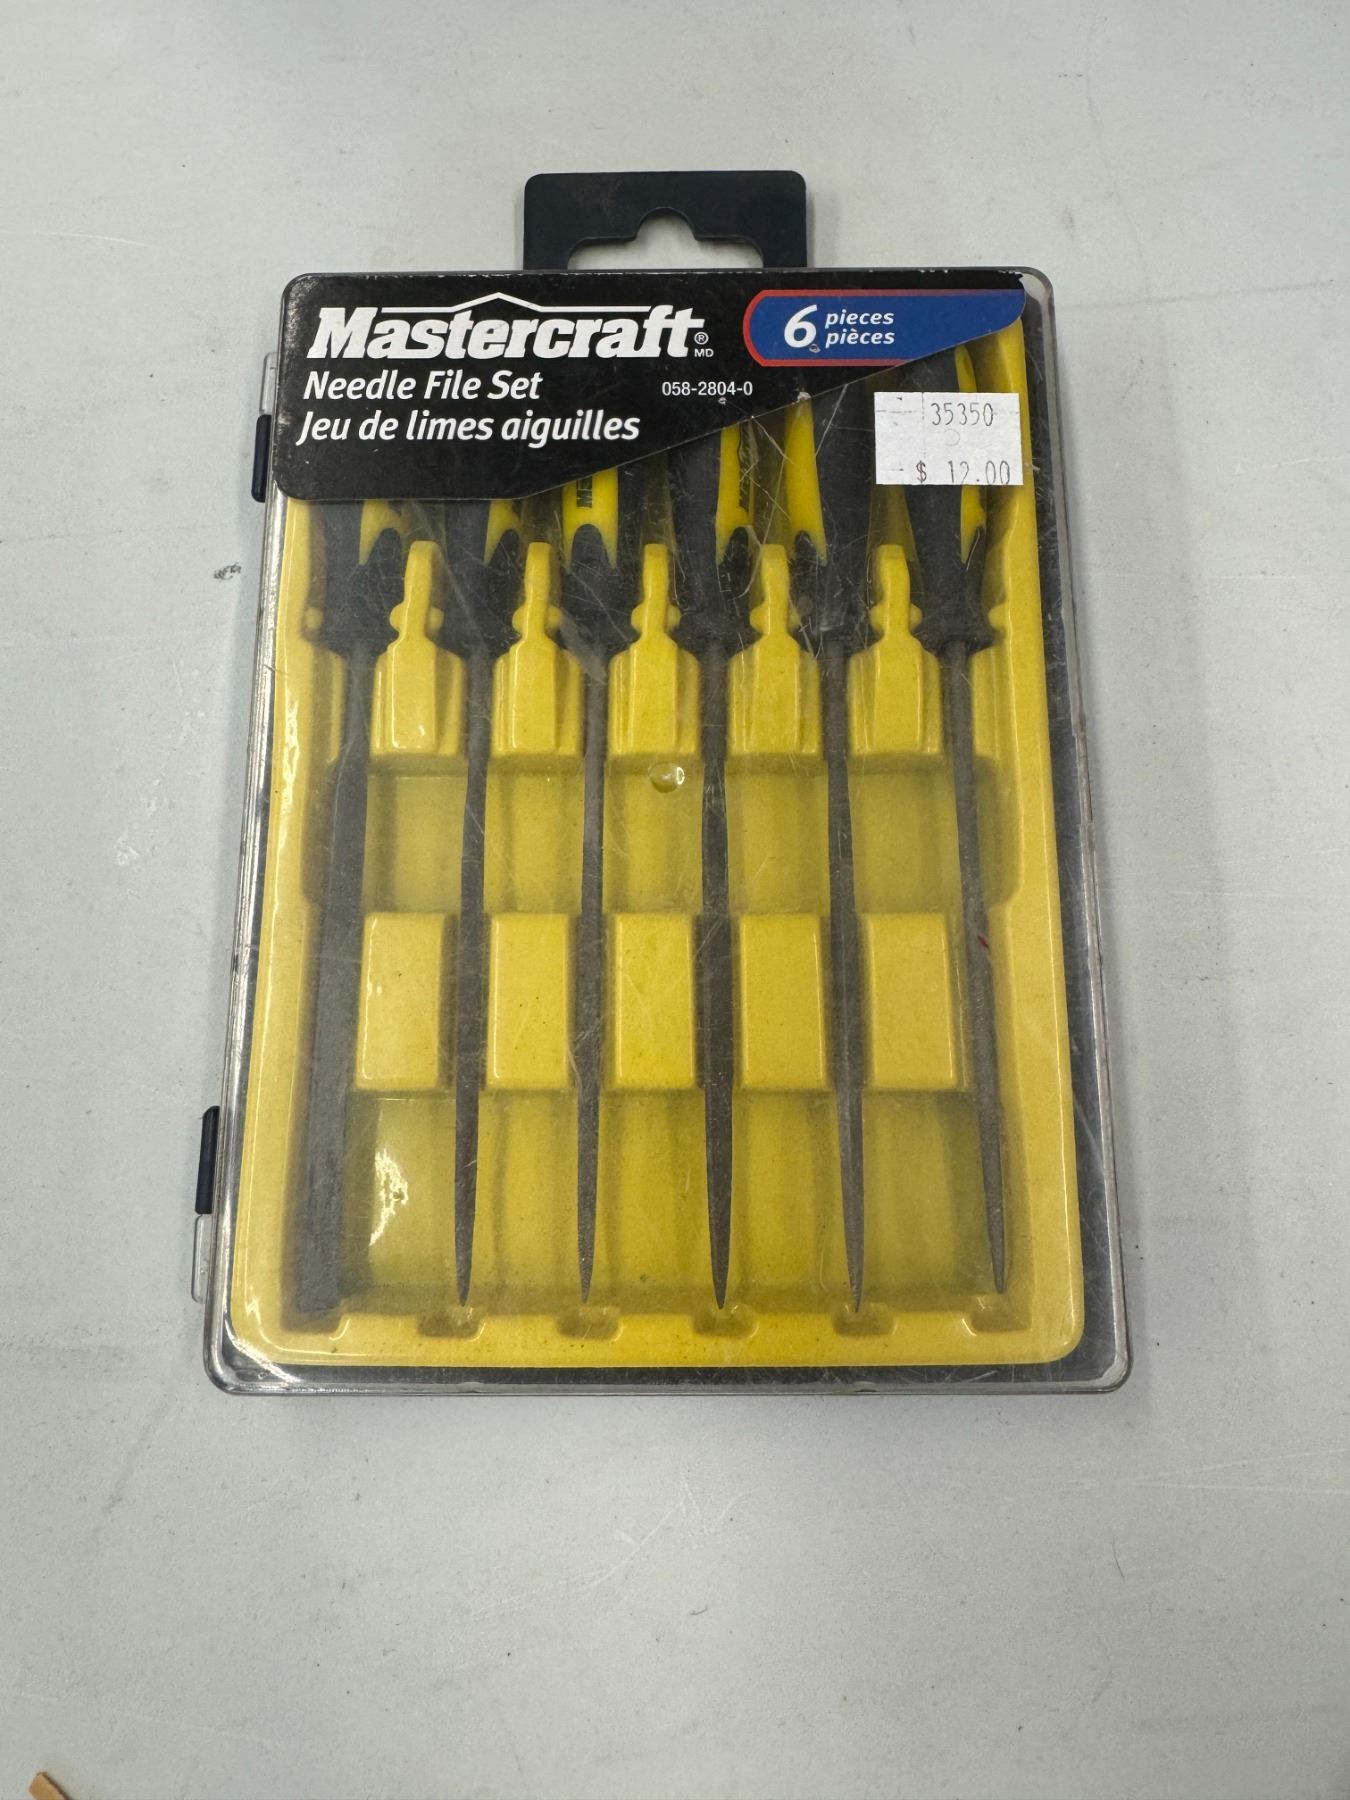 Mastercraft ® MD
6 pieces
pièces
Needle File Set
058-2804-0
Jeu de limes aiguilles
35350
$ 12.00